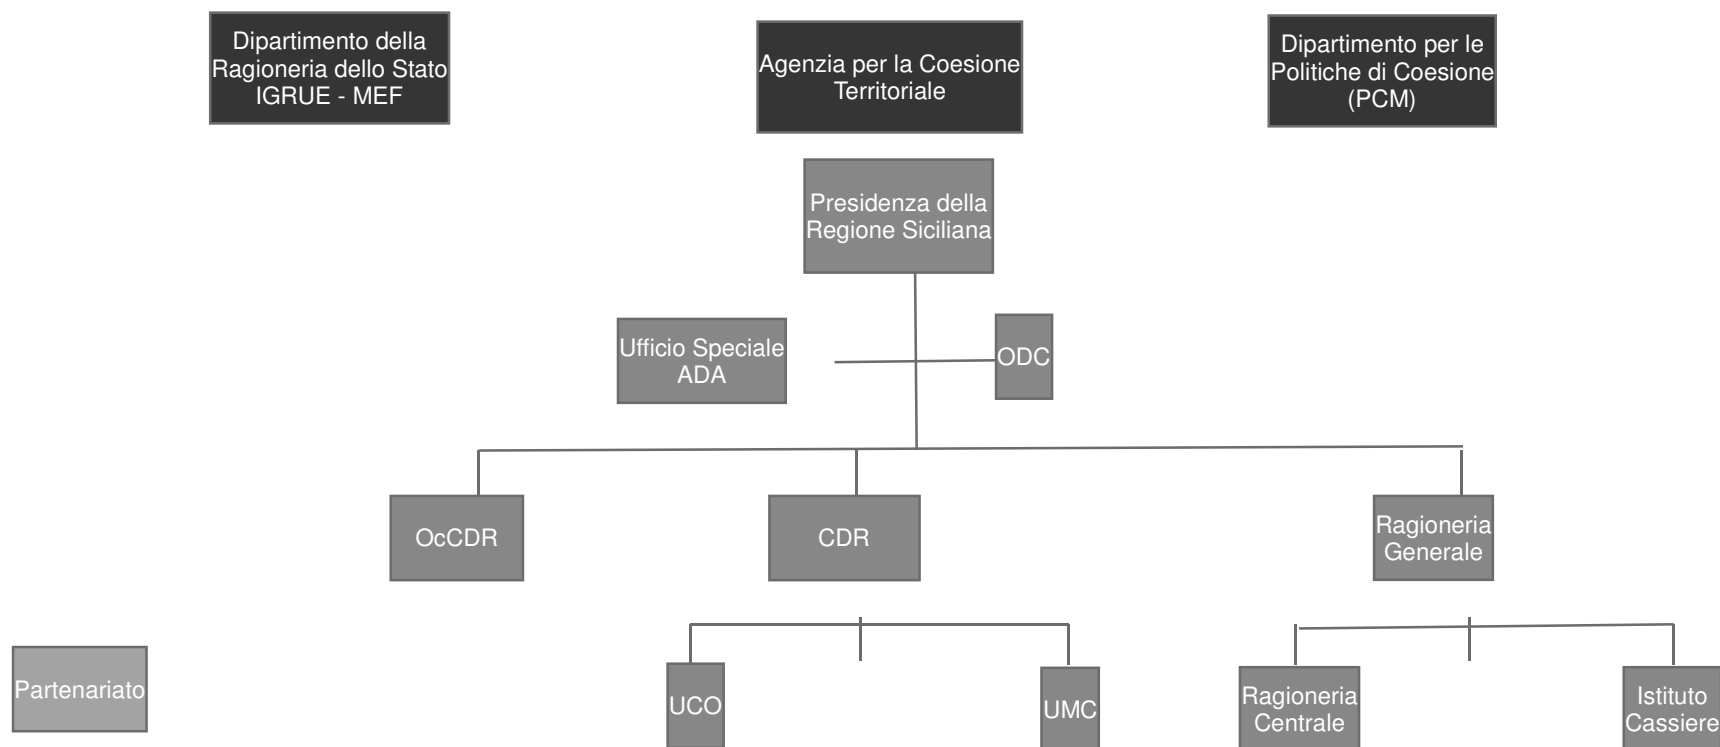 Dipartimento della
Ragioneria dello Stato
IGRUE - MEF
Agenzia per la Coesione
Territoriale
Dipartimento per le
Politiche di Coesione
(PCM)
Presidenza della
Regione Siciliana
Ufficio Speciale
ADA
ODC
OcCDR
CDR
Ragioneria
Generale
Partenariato
UCO
UMC
Ragioneria
Centrale
Istituto
Cassiere